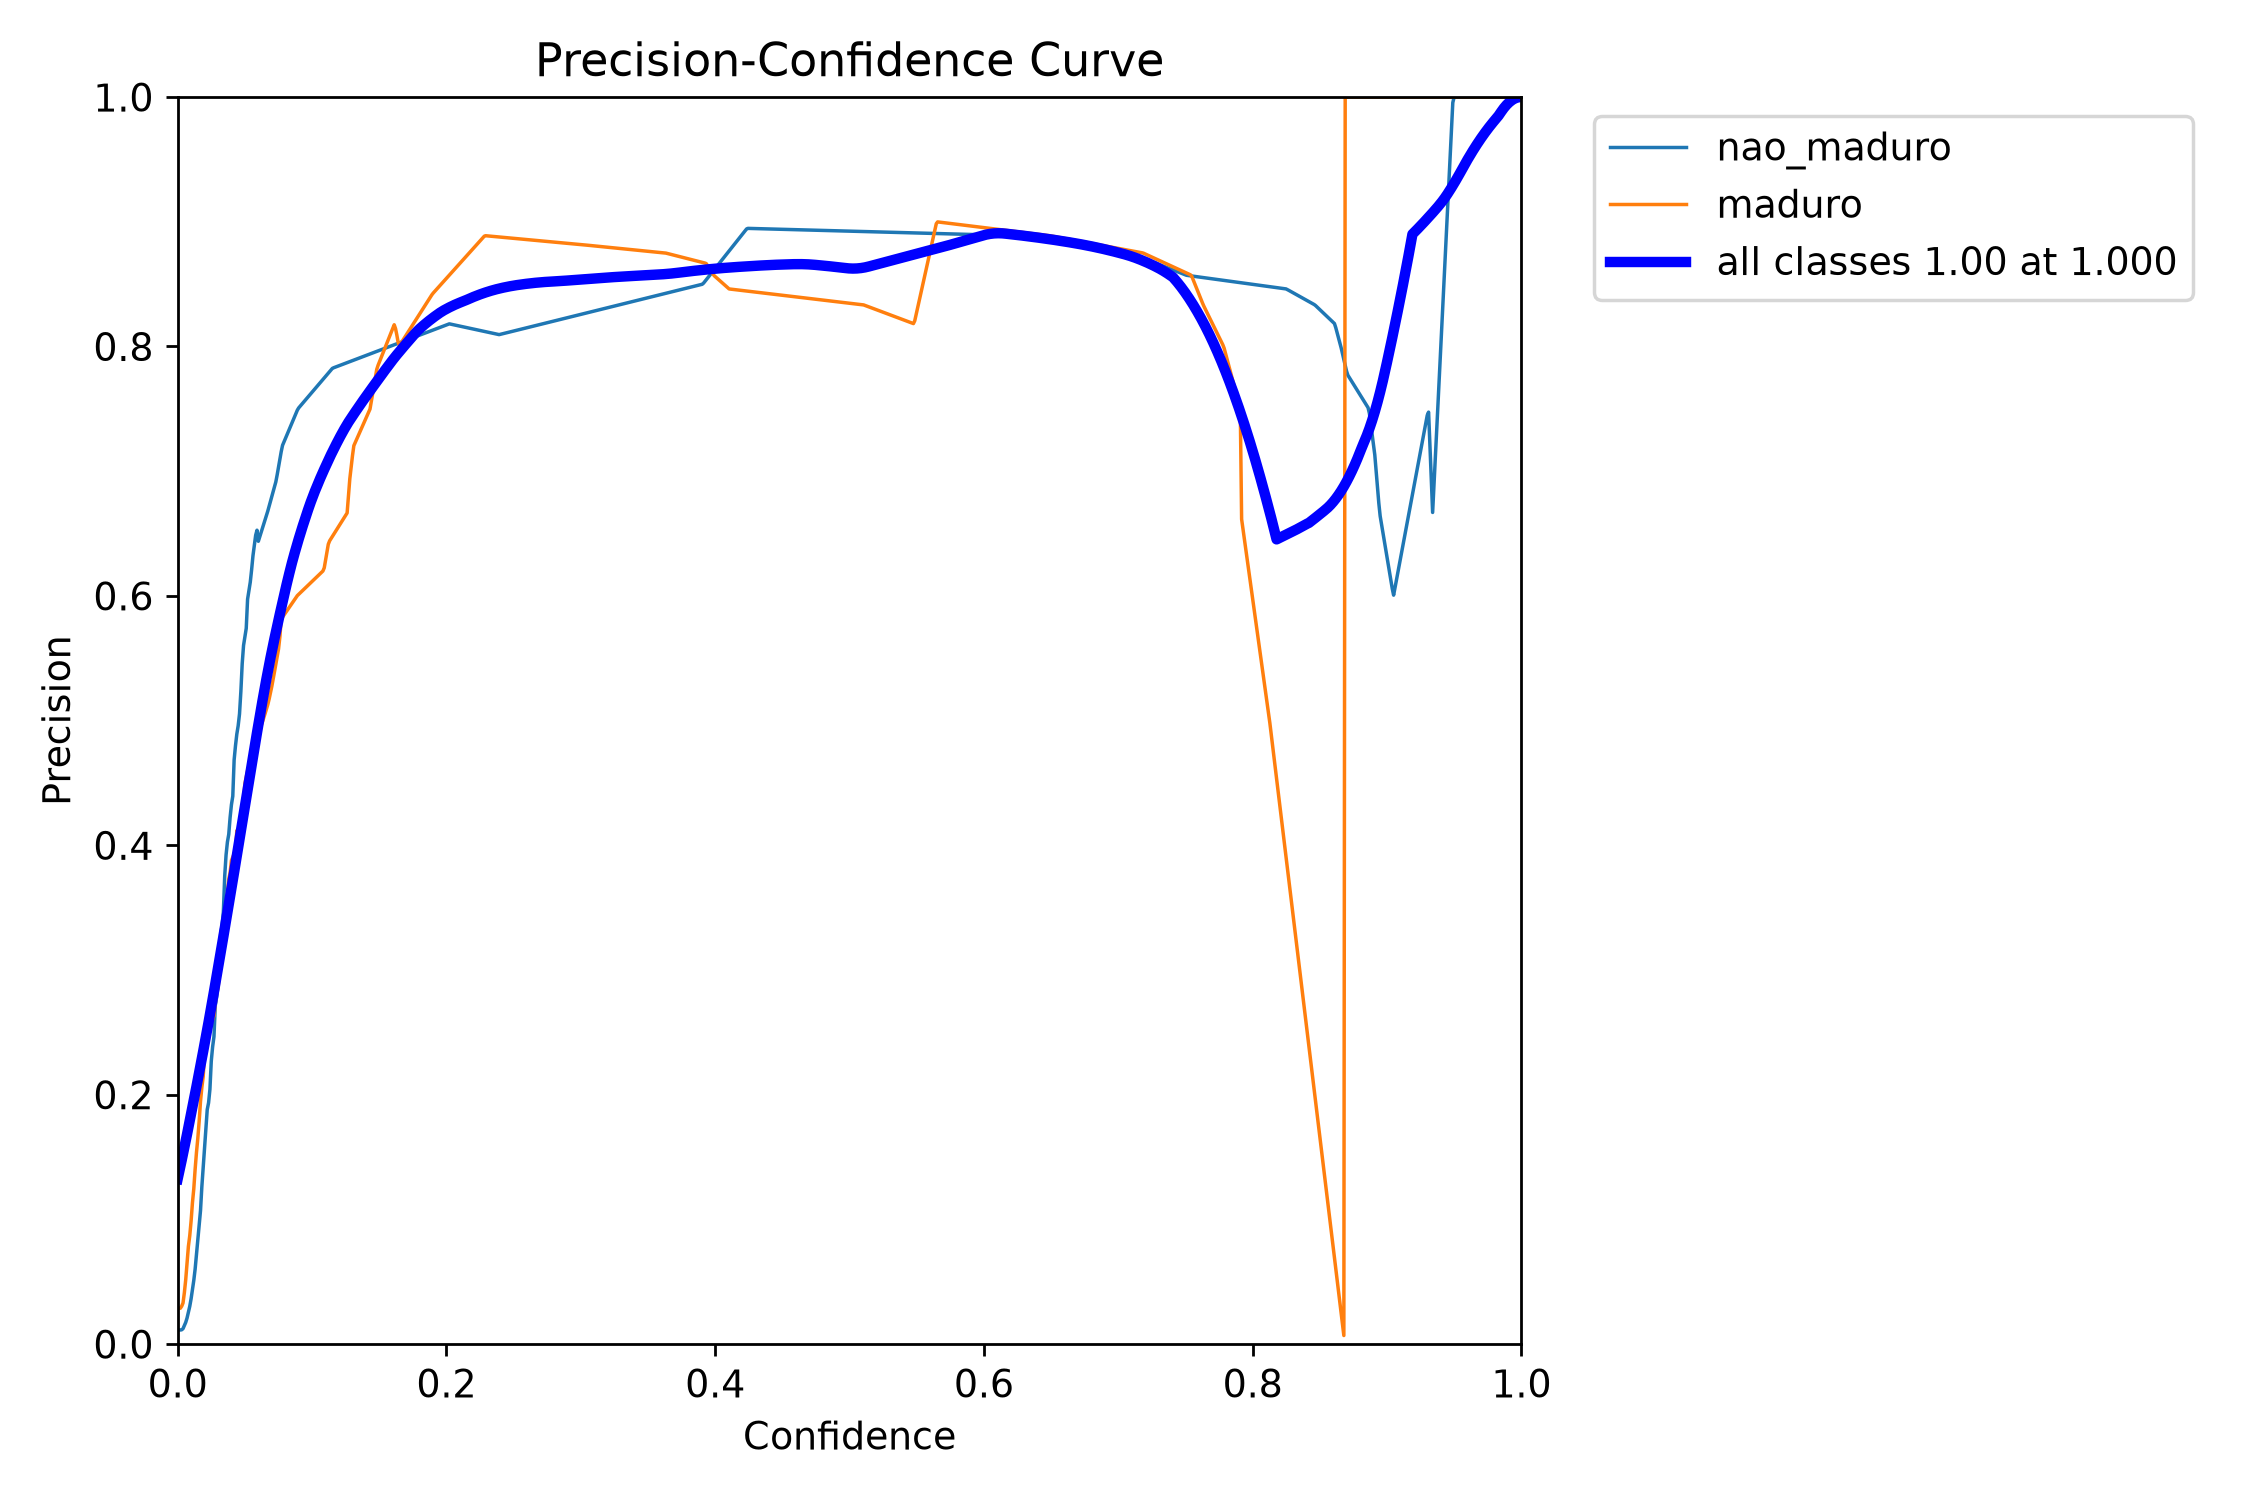 Precision-Confidence Curve
1.0
0.8
0.6
0.4
0.2
0.0
Precision
0.0 0.2 0.4 0.6 0.8 1.0
Confidence
nao_maduro
maduro
all classes 1.00 at 1.000